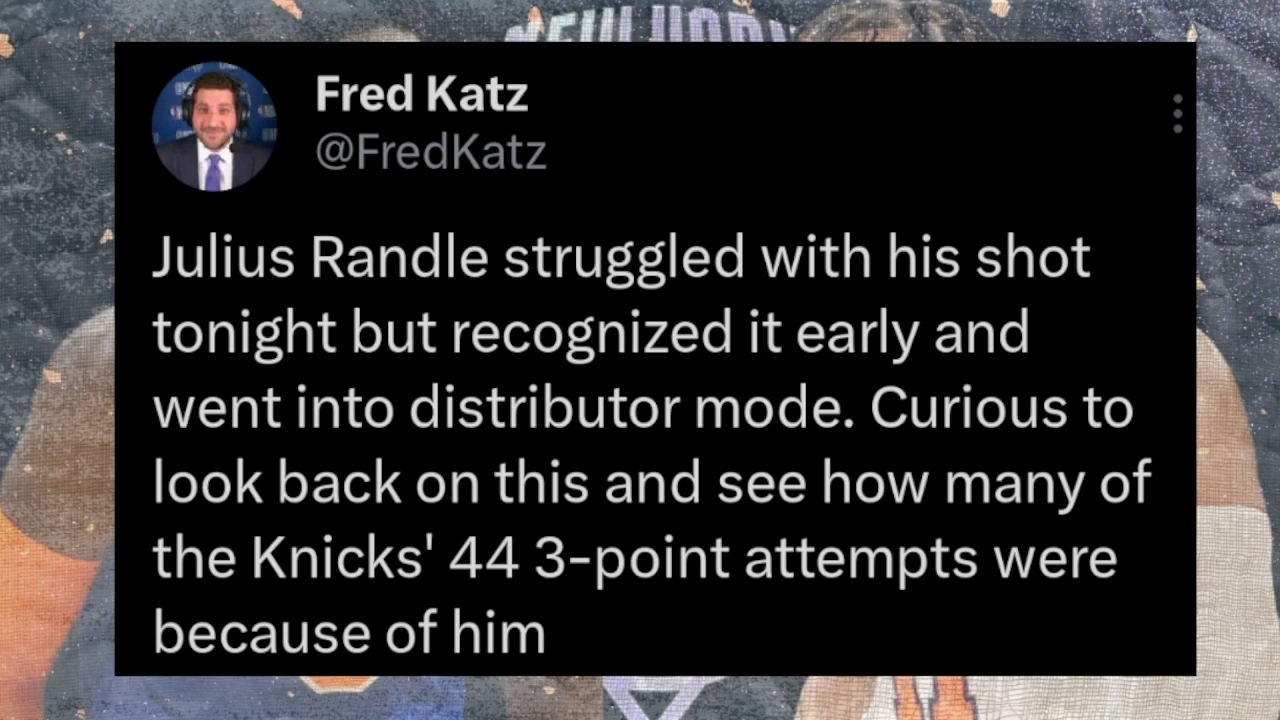 Fred Katz
@FredKatz
Julius Randle struggled with his shot
tonight but recognized it early and
went into distributor mode. Curious to
look back on this and see how many of
the Knicks' 44 3-point attempts were
because of him